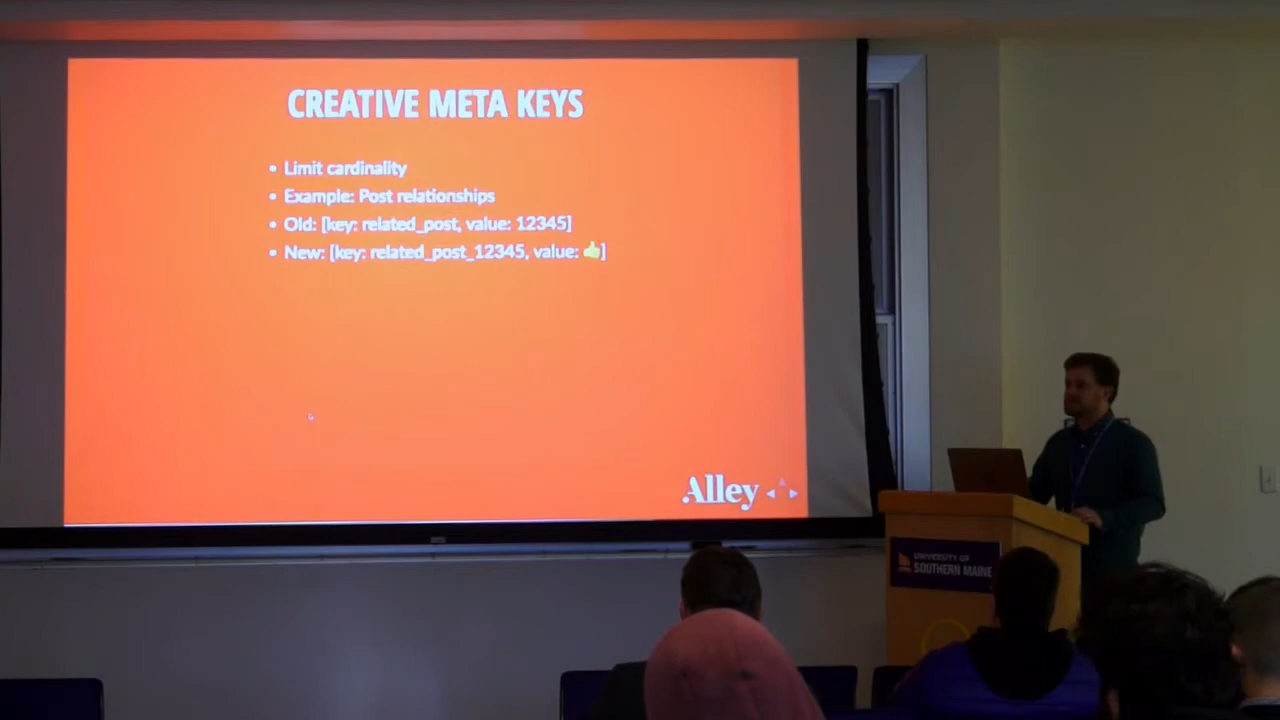 CREATIVE META KEYS
• Limit cardinality
• Example: Post relationships
• Old: [key: related_post, value: 12345]
• New: [key: related_post_12345, value: 👍]
Alley
UNIVERSITY OF
SOUTHERN MAINE